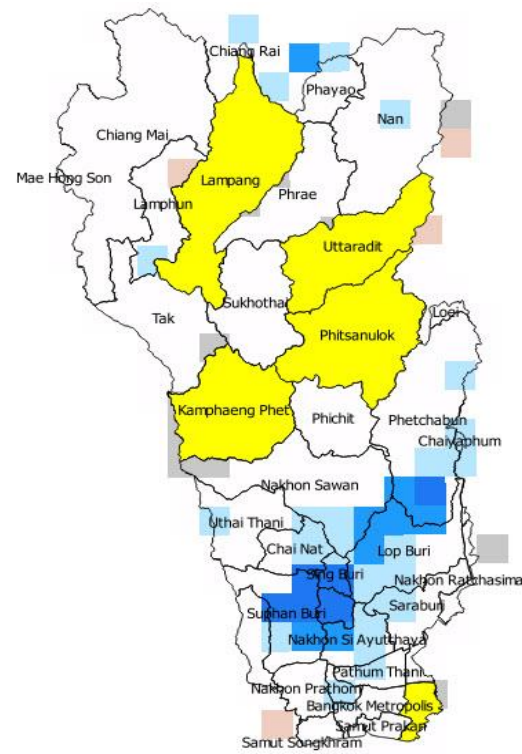 Chiang Rai
Phayao
Nan
Chiang Mai
Mae Hong Son
Lampang
Lamphun
Phrae
Uttaradit
Sukhothai
Tak
Loei
Phitsanulok
Kamphaeng Phet
Phichit
Phetchabun
Chaiyaphum
Nakhon Sawan
Uthai Thani
Chai Nat
Lop Buri
Sing Buri
Nakhon Ratchasima
Suphan Buri
Saraburi
Nakhon Si Ayutthaya
Pathum Thani
Nakhon Prathom
Bangkok Metropolis
Samut Prakan
Samut Songkhram